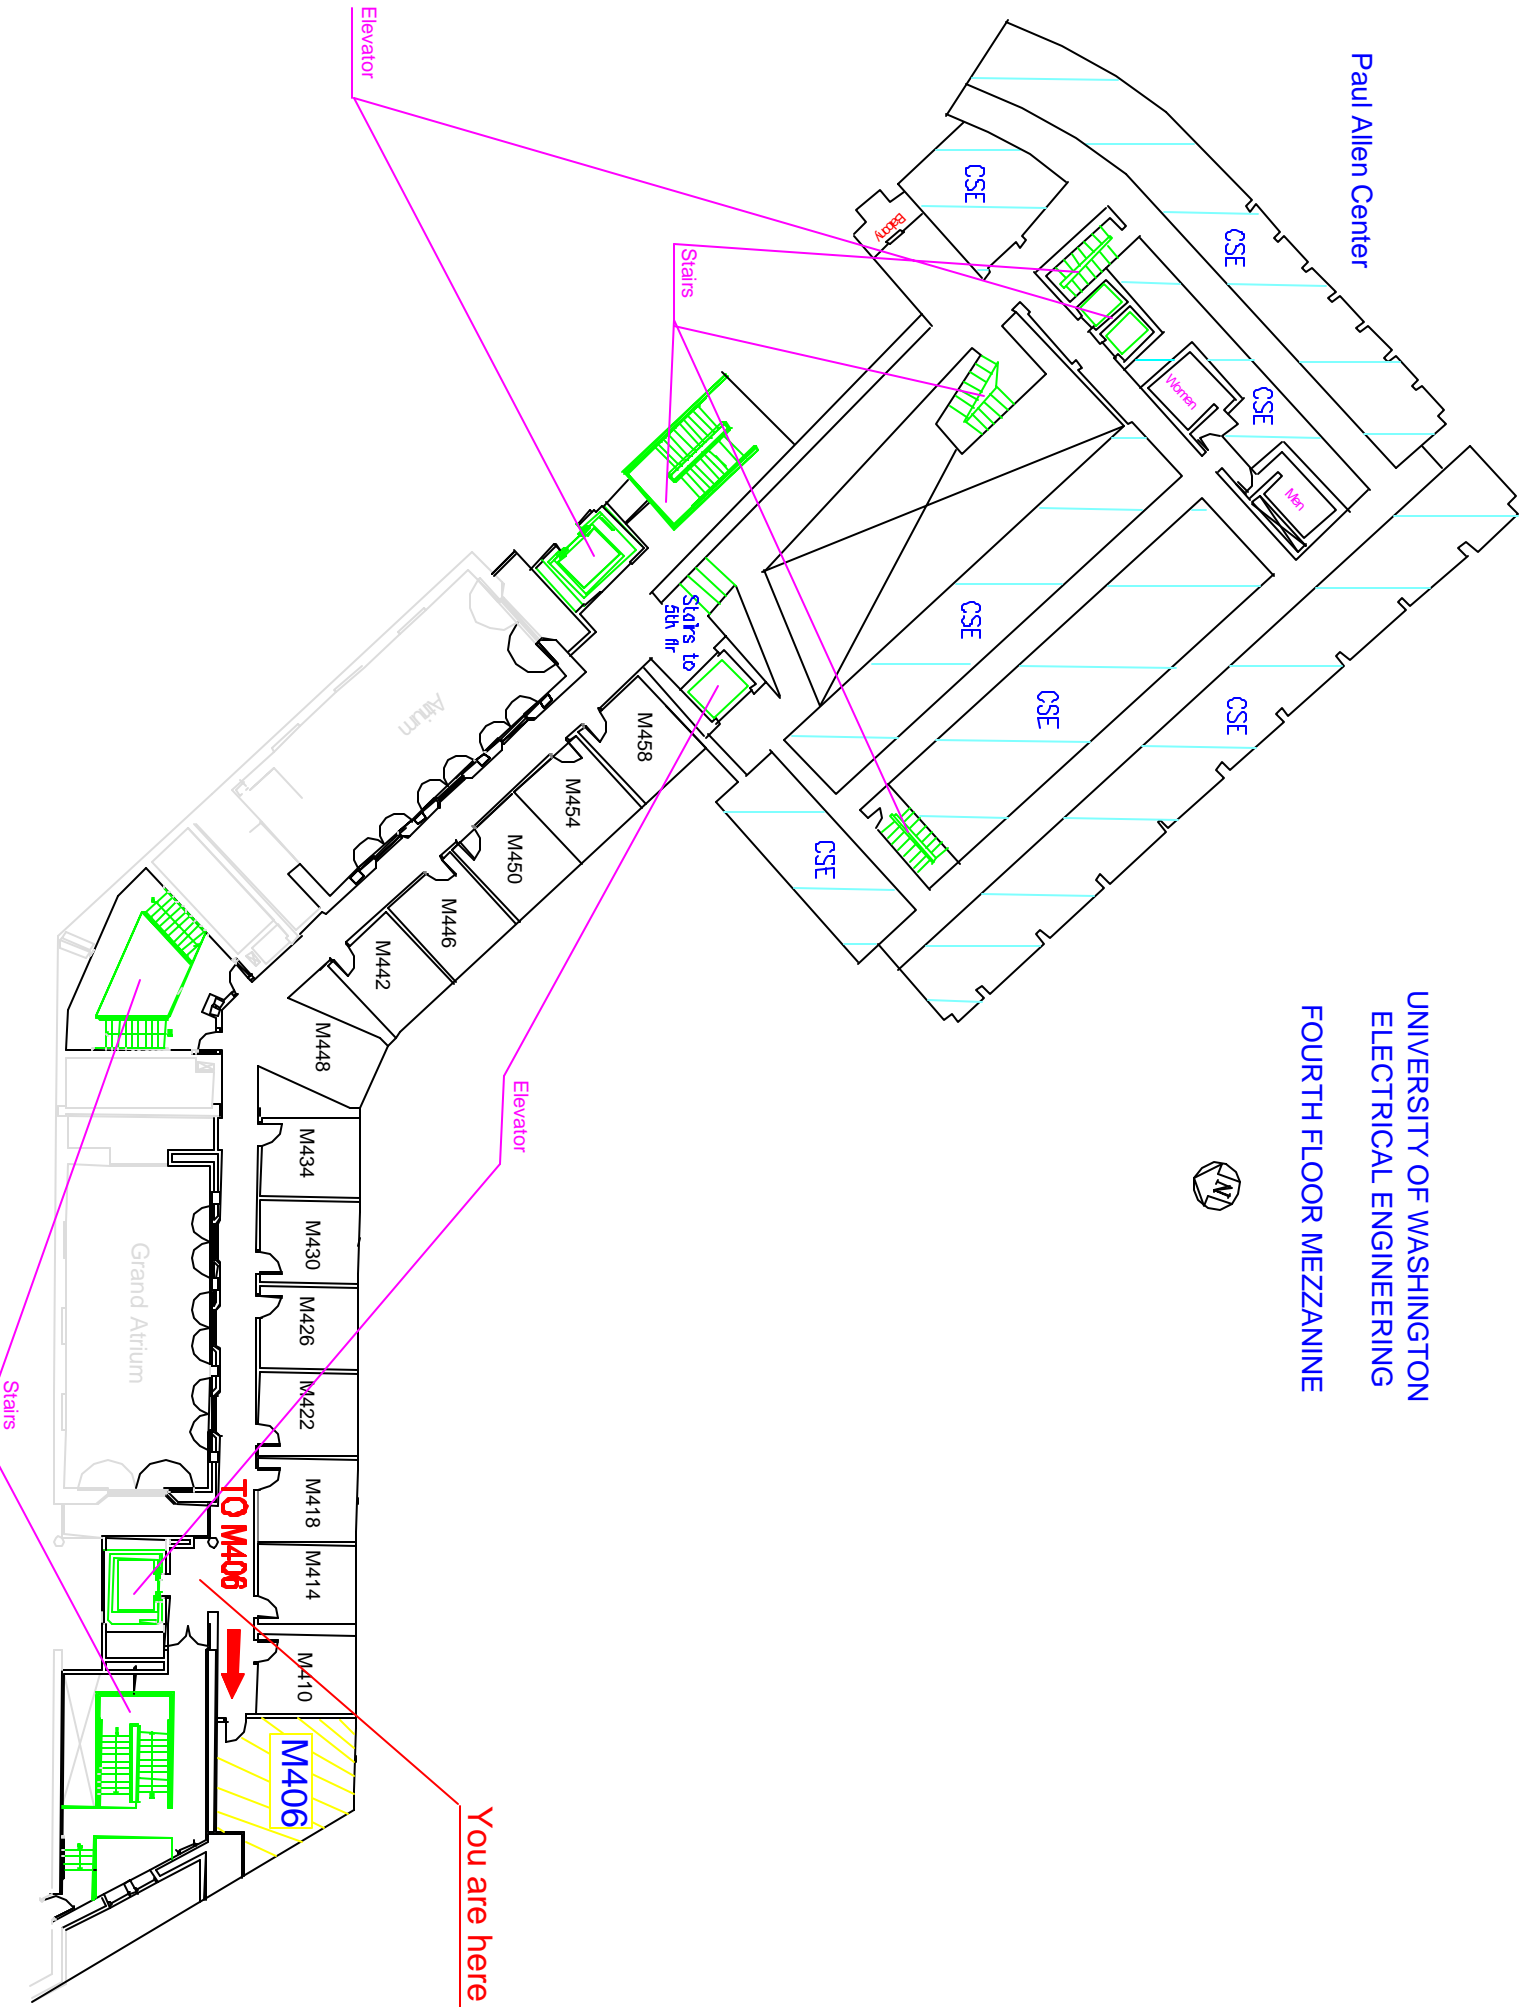 UNIVERSITY OF WASHINGTON
ELECTRICAL ENGINEERING
FOURTH FLOOR MEZZANINE
N
Paul Allen Center
CSE
CSE
CSE
CSE
CSE
CSE
CSE
Balcony
Women
Men
Elevator
Stairs
Stairs to
5th flr
Atrium
M458
M454
M450
M446
M442
M448
M434
M430
M426
M422
M418
M414
M410
M406
Elevator
Grand Atrium
Stairs
TO M406
You are here